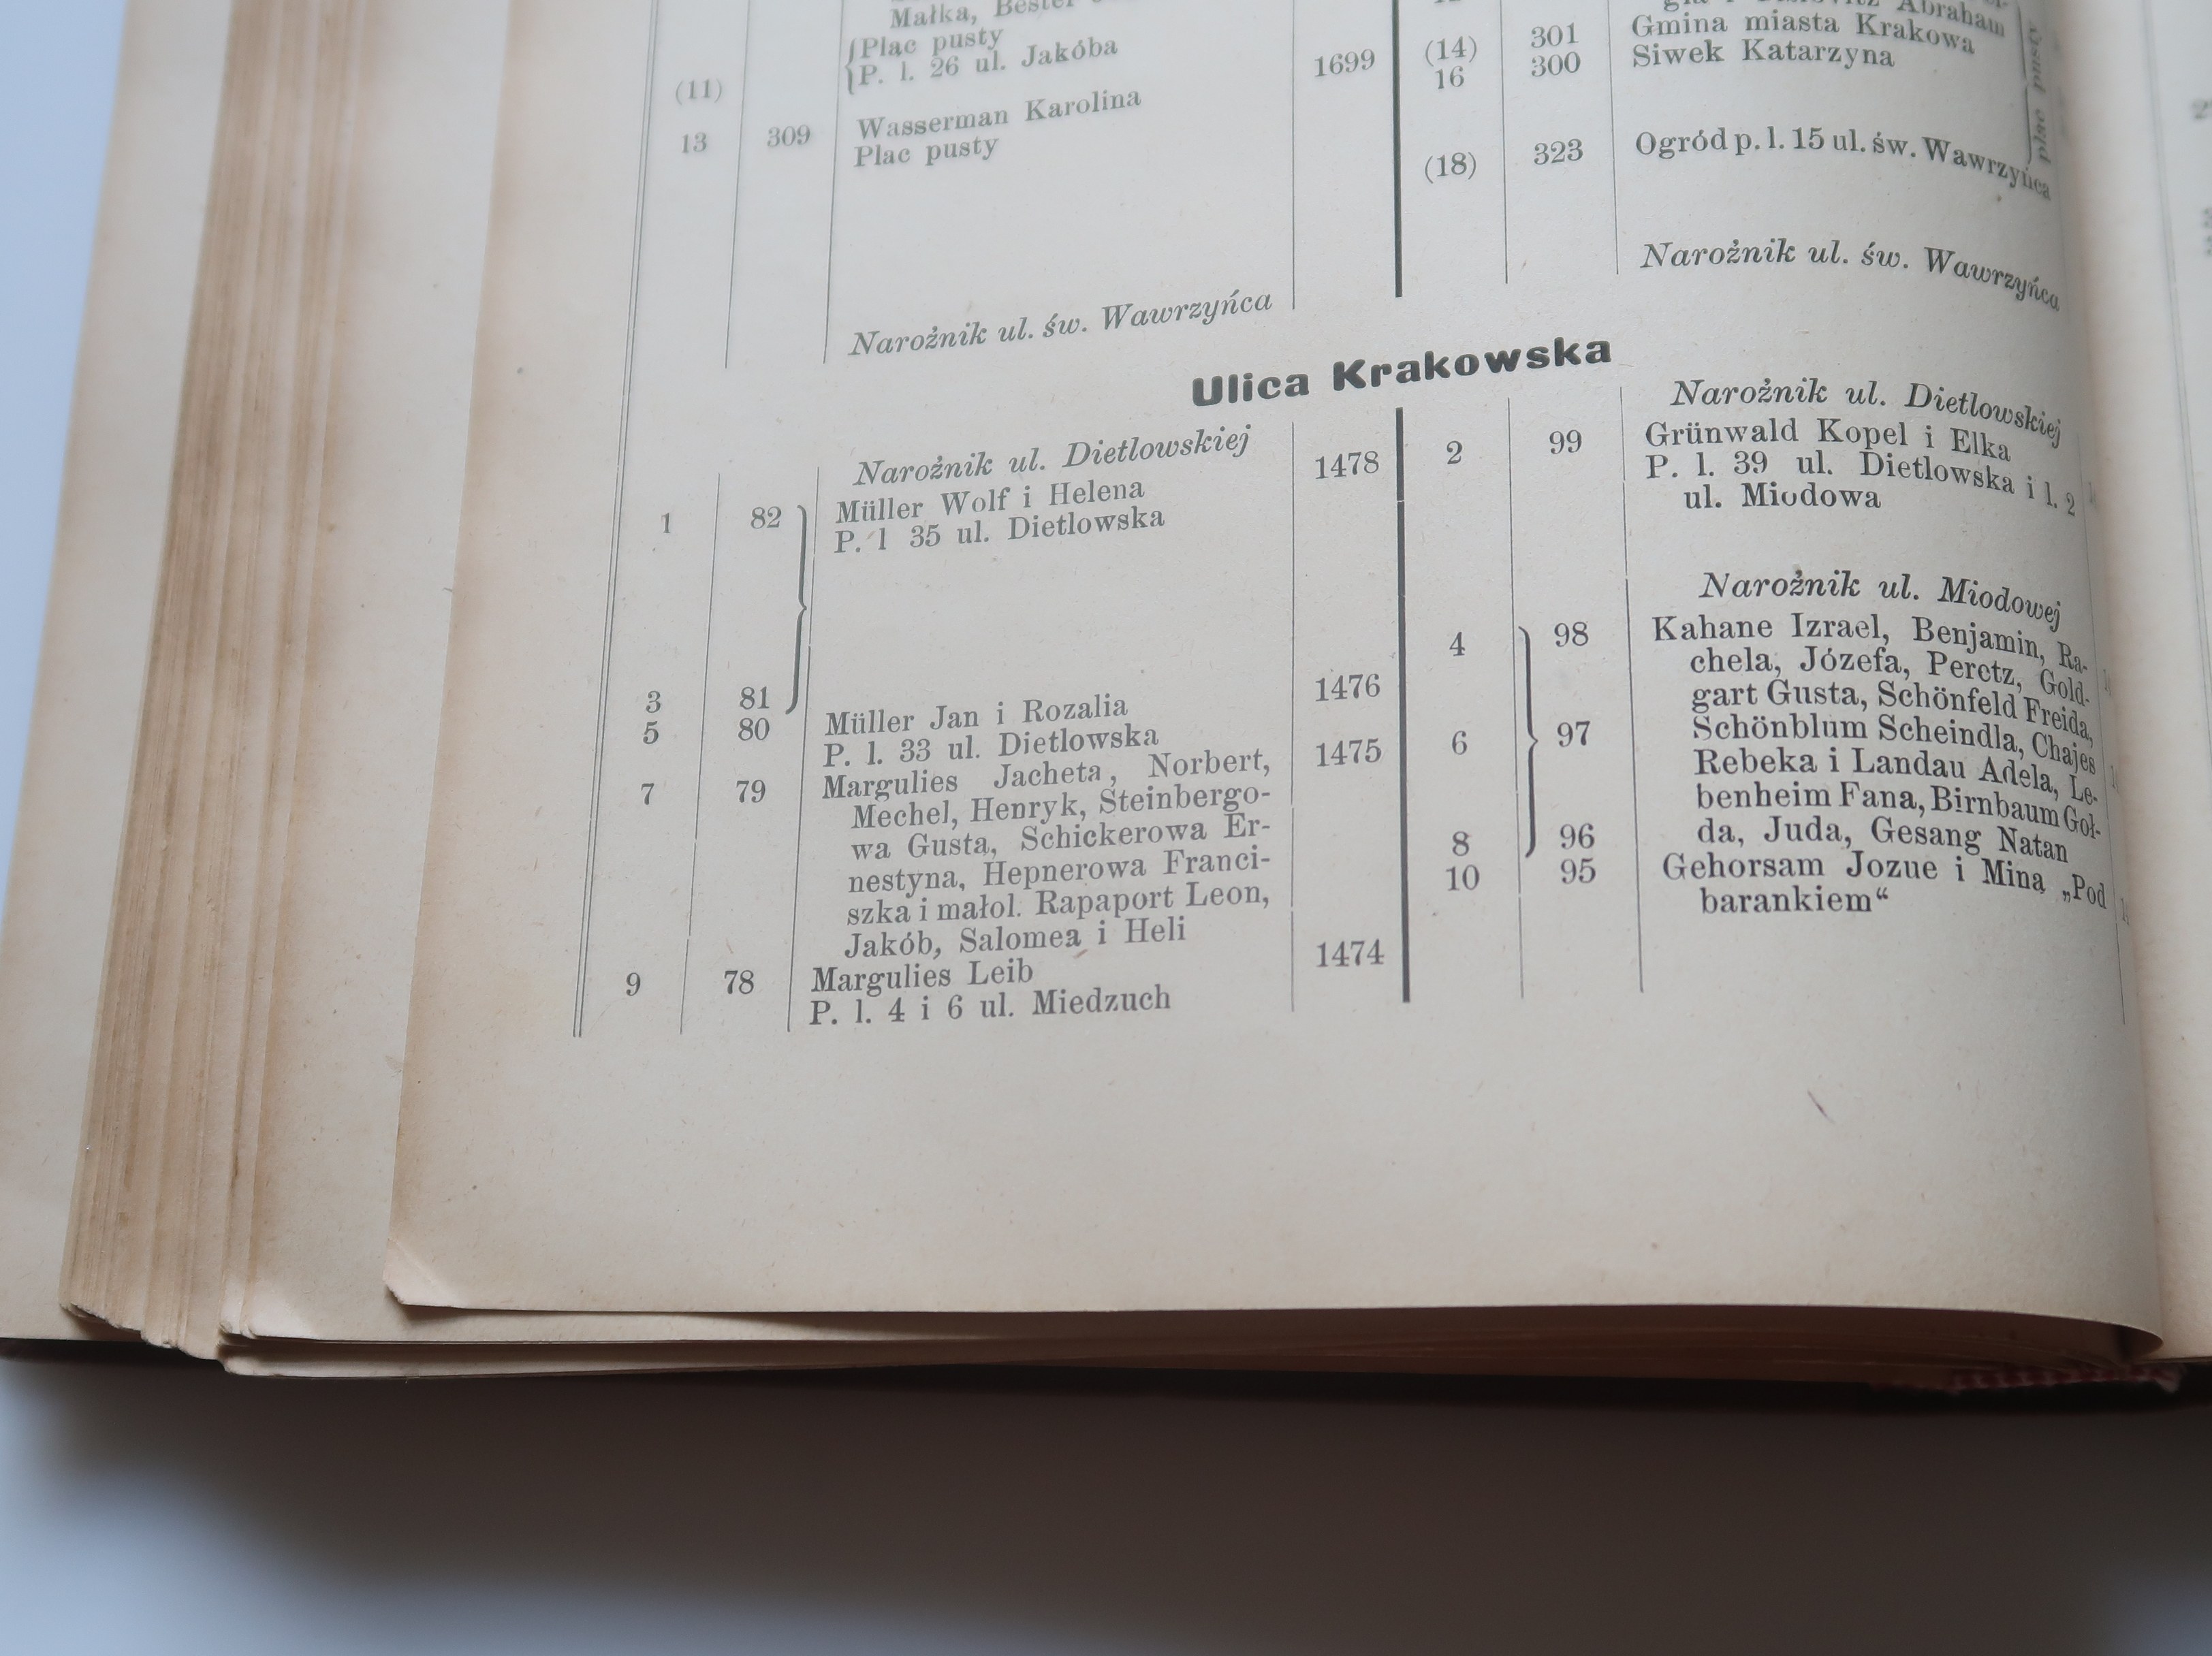 Małka, Bester
Plac pusty
(11) P. l. 26 ul. Jakóba 1699
13 309 Wasserman Karolina
Plac pusty
Narożnik ul. św. Wawrzyńca
Abraham
(14) 301 Gmina miasta Krakowa
16 300 Siwek Katarzyna
plac pusty
(18) 323 Ogród p. l. 15 ul. św. Wawrzyńca
Narożnik ul. św. Wawrzyńca
Ulica Krakowska
Narożnik ul. Dietlowskiej
1 82 Müller Wolf i Helena 1478
P. l 35 ul. Dietlowska
3 81
5 80 Müller Jan i Rozalia 1476
P. l. 33 ul. Dietlowska
7 79 Margulies Jacheta, Norbert, 1475
Mechel, Henryk, Steinbergo-
wa Gusta, Schickerowa Er-
nestyna, Hepnerowa Franci-
szka i małol. Rapaport Leon,
Jakób, Salomea i Heli
9 78 Margulies Leib 1474
P. l. 4 i 6 ul. Miedzuch
Narożnik ul. Dietlowskiej
2 99 Grünwald Kopel i Elka
P. l. 39 ul. Dietlowska i l. 2
ul. Miodowa
Narożnik ul. Miodowej
4 98 Kahane Izrael, Benjamin, Ra-
chela, Józefa, Peretz, Gold-
gart Gusta, Schönfeld Freida,
6 97 Schönblum Scheindla, Chajes
Rebeka i Landau Adela, Le-
benheim Fana, Birnbaum Goł-
8 96 da, Juda, Gesang Natan
10 95 Gehorsam Jozue i Mina „Pod
barankiem“